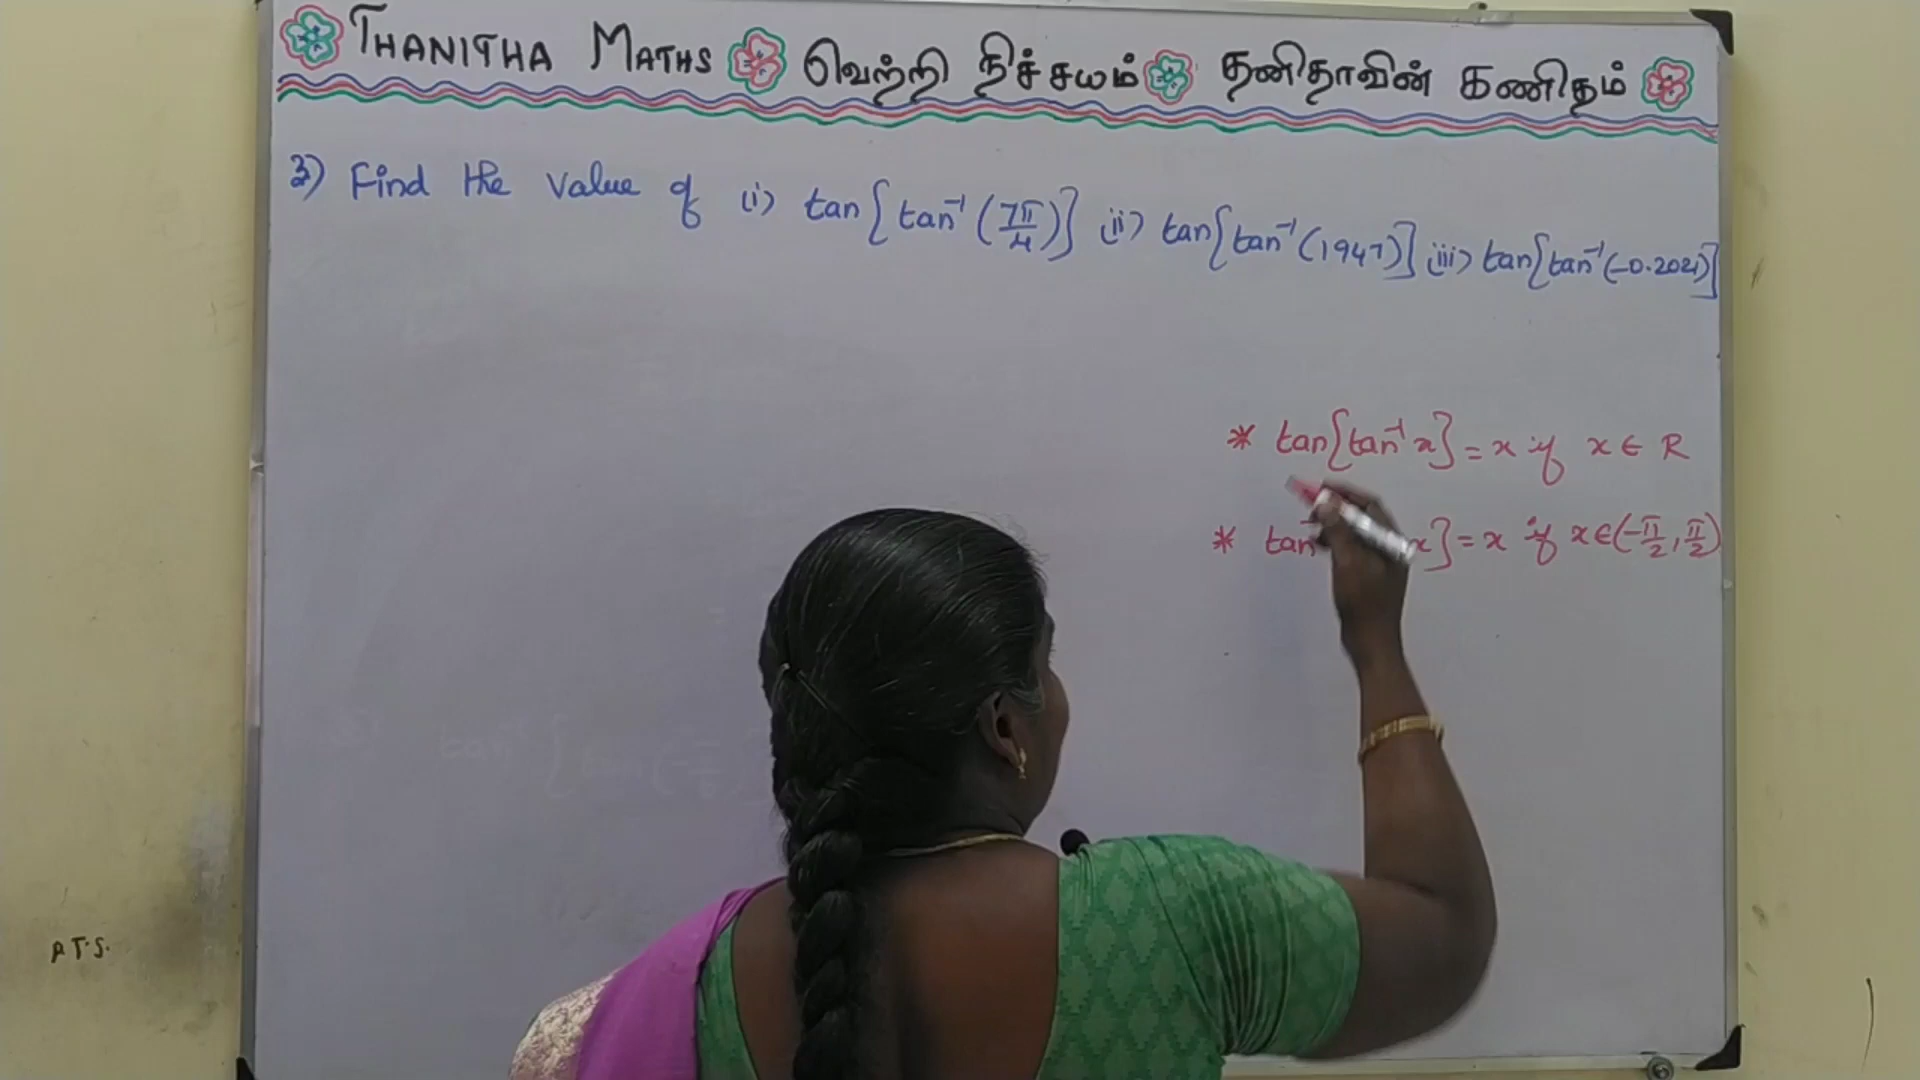 THANITHA MATHS வெற்றி நிச்சயம் தனிதாவின் கணிதம்
3) Find the value of (i) tan{tan⁻¹(7π/4)} (ii) tan{tan⁻¹(1947)} (iii) tan{tan⁻¹(-0.2021)}
* tan{tan⁻¹ x} = x if x ∈ R
* tan x} = x if x ∈ (-π/2, π/2)
P.T.S.